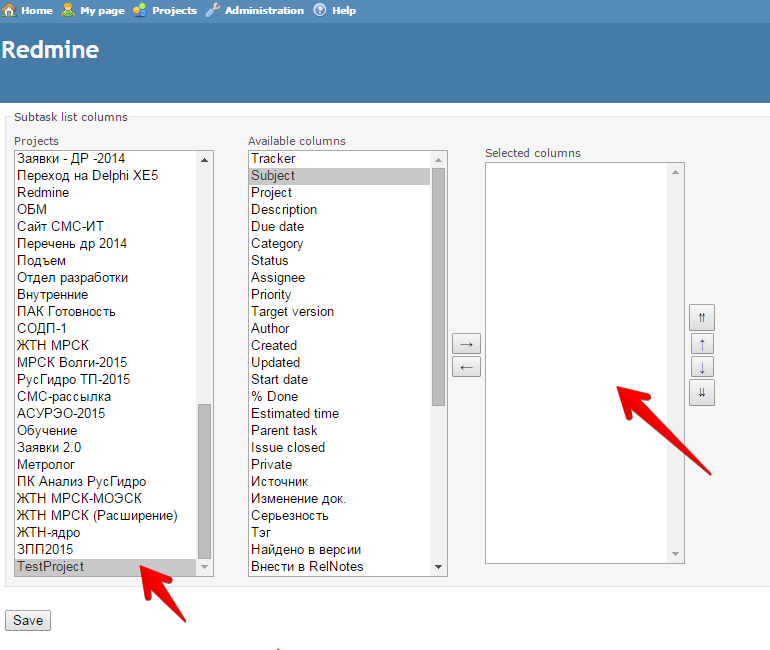 Home My page Projects Administration Help
Redmine
Subtask list columns
Projects
Заявки - ДР -2014
Переход на Delphi XE5
Redmine
ОБМ
Сайт СМС-ИТ
Перечень др 2014
Подъем
Отдел разработки
Внутренние
ПАК Готовность
СОДП-1
ЖТН МРСК
МРСК Волги-2015
РусГидро ТП-2015
СМС-рассылка
АСУРЭО-2015
Обучение
Заявки 2.0
Метролог
ПК Анализ РусГидро
ЖТН МРСК-МОЭСК
ЖТН МРСК (Расширение)
ЖТН-ядро
ЗПП2015
TestProject
Available columns
Tracker
Subject
Project
Description
Due date
Category
Status
Assignee
Priority
Target version
Author
Created
Updated
Start date
% Done
Estimated time
Parent task
Issue closed
Private
Источник
Изменение док.
Серьезность
Тэг
Найдено в версии
Внести в RelNotes
→
←
Selected columns
⇈
↑
↓
⇊
Save